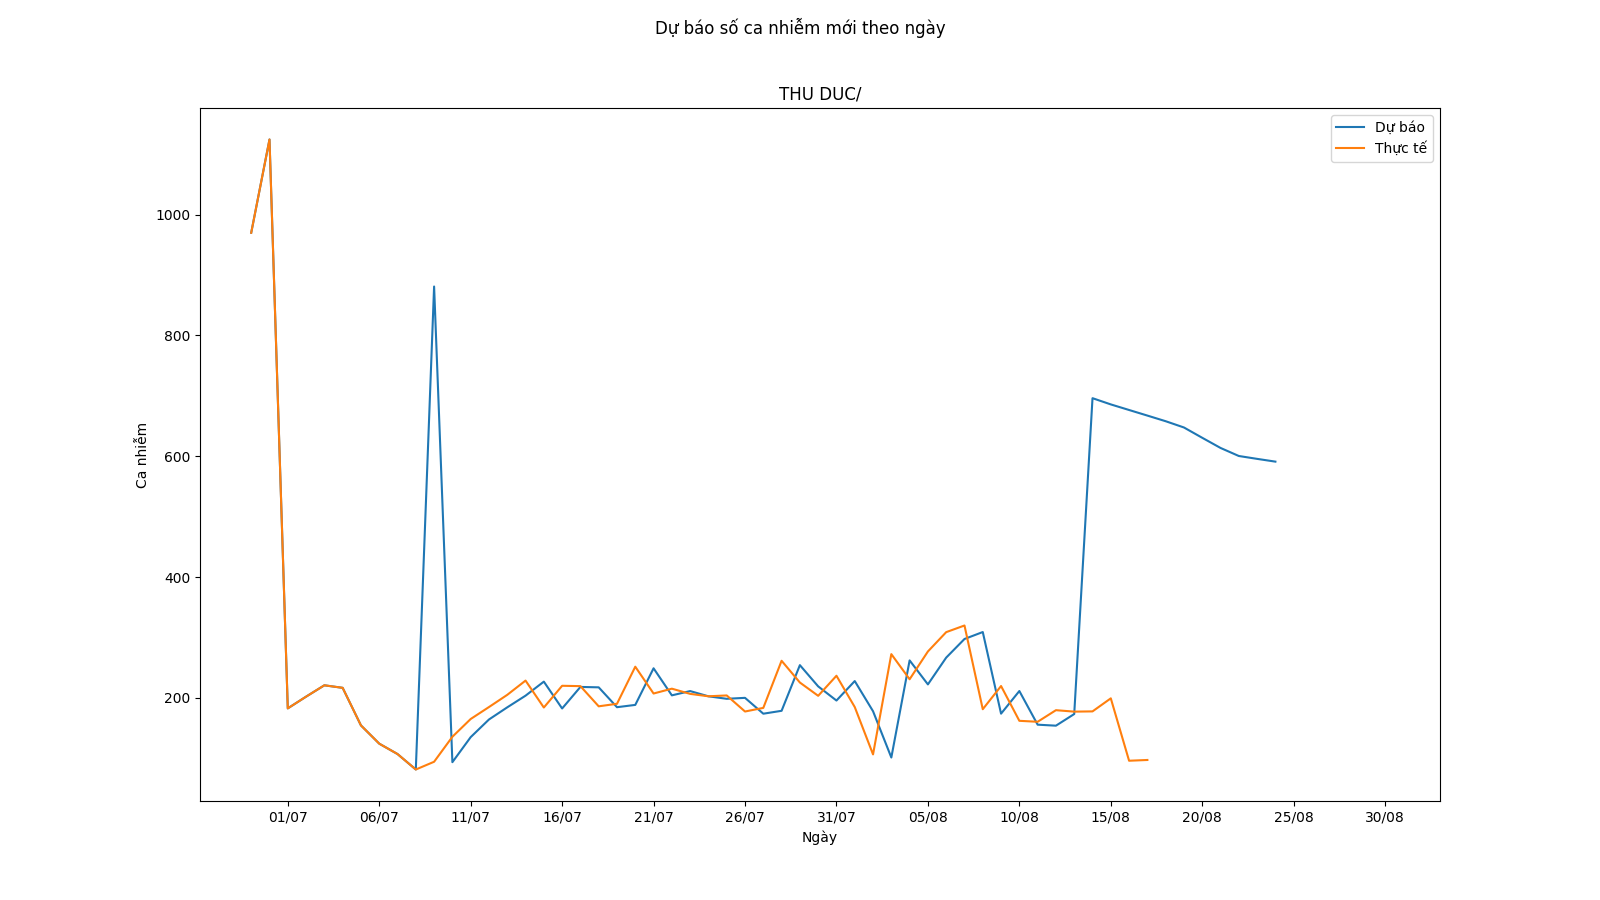 Dự báo số ca nhiễm mới theo ngày
THU DUC/
Dự báo
Thực tế
1000
800
600
400
200
Ca nhiễm
01/07 06/07 11/07 16/07 21/07 26/07 31/07 05/08 10/08 15/08 20/08 25/08 30/08
Ngày